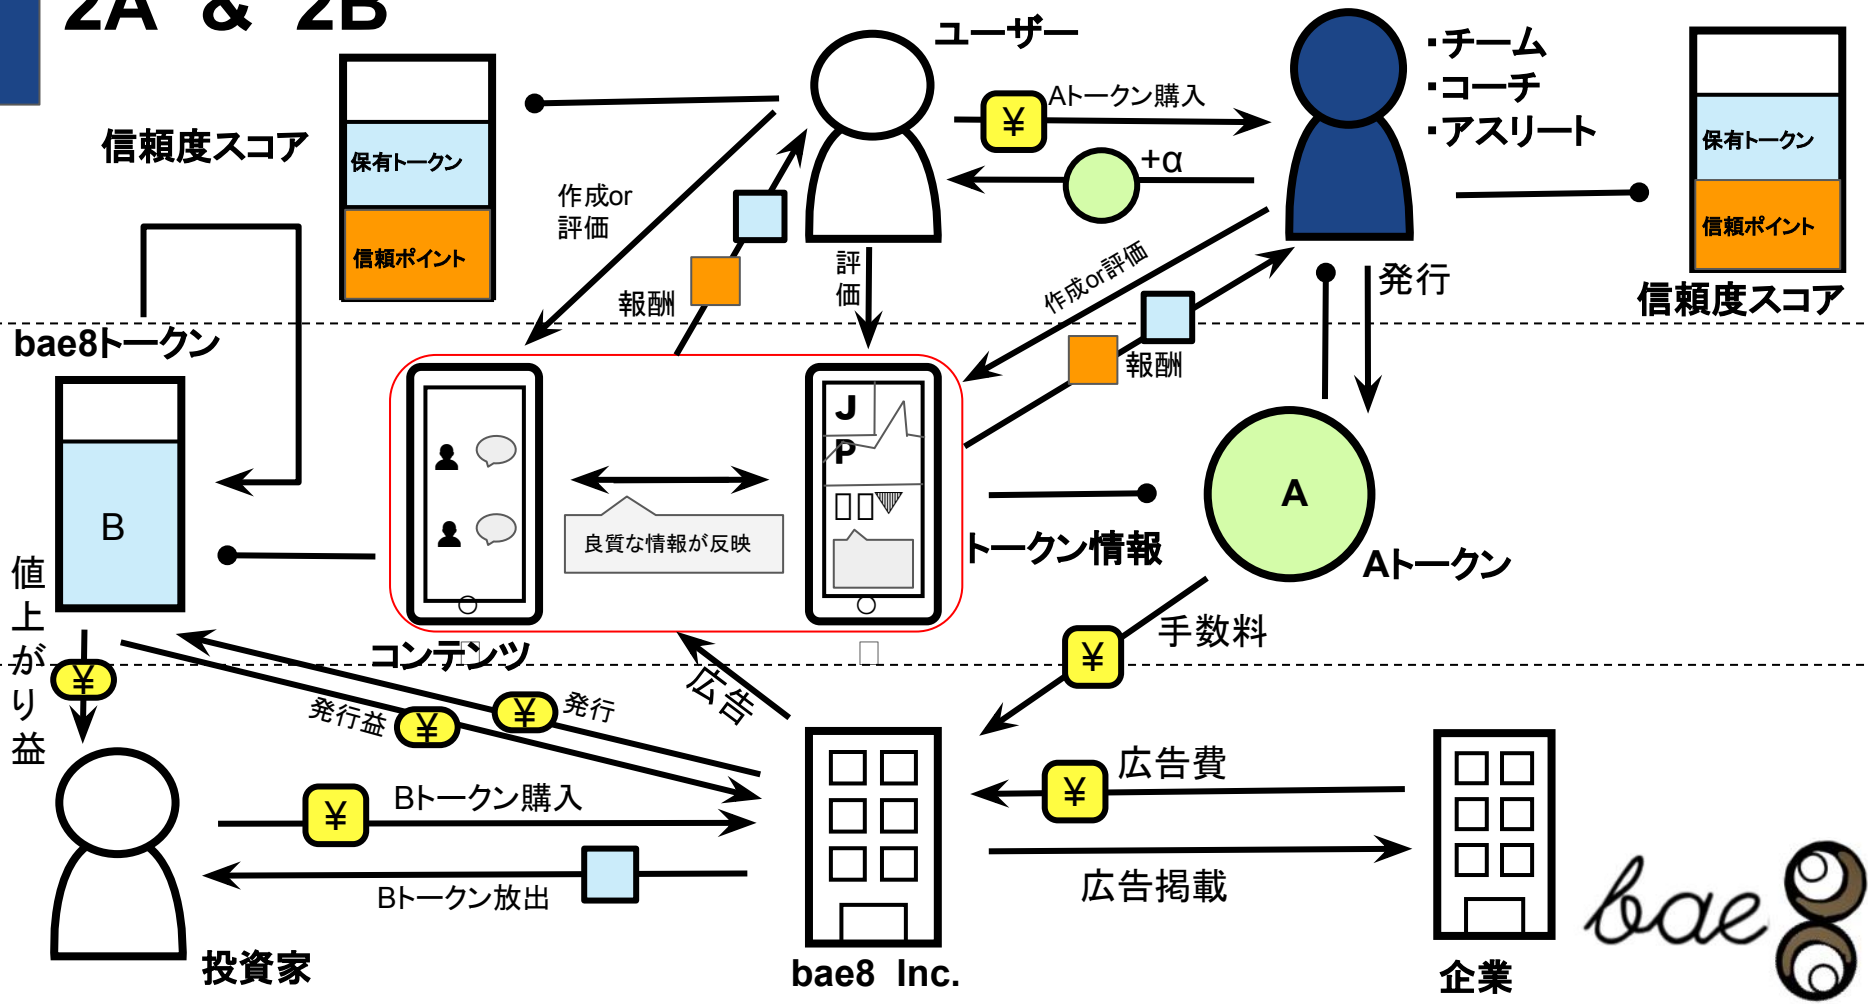 2A & 2B
ユーザー
・チーム
・コーチ
・アスリート
信頼度スコア
保有トークン
信頼ポイント
作成or
評価
報酬
評
価
¥
Aトークン購入
+α
作成or評価
報酬
発行
保有トークン
信頼ポイント
信頼度スコア
bae8トークン
B
J
P
良質な情報が反映
トークン情報
A
Aトークン
コンテンツ
値
上
が
り
益
¥
発行益
¥
¥
発行
広告
¥
手数料
¥
Bトークン購入
Bトークン放出
¥
広告費
広告掲載
投資家
bae8 Inc.
企業
bae8